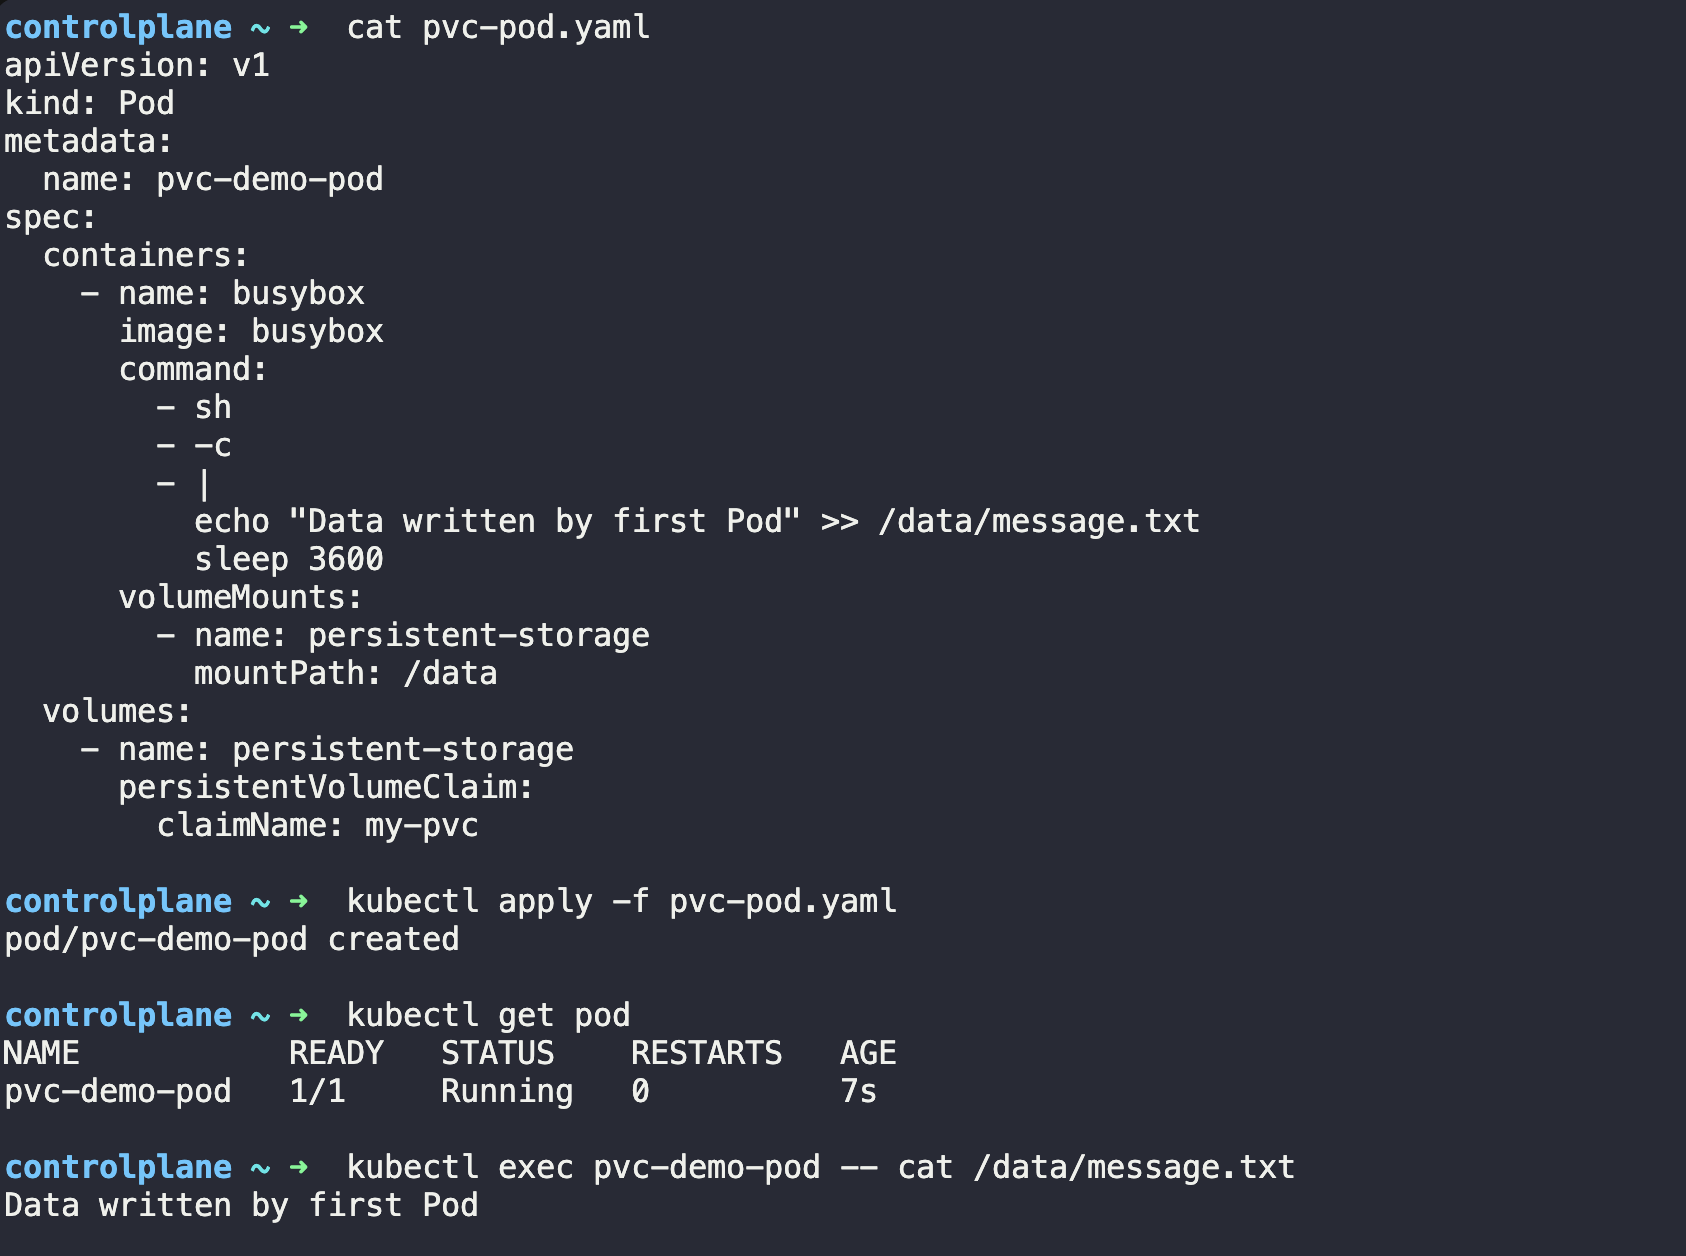 controlplane ~ ➜  cat pvc-pod.yaml
apiVersion: v1
kind: Pod
metadata:
  name: pvc-demo-pod
spec:
  containers:
    - name: busybox
      image: busybox
      command:
        - sh
        - -c
        - |
          echo "Data written by first Pod" >> /data/message.txt
          sleep 3600
      volumeMounts:
        - name: persistent-storage
          mountPath: /data
  volumes:
    - name: persistent-storage
      persistentVolumeClaim:
        claimName: my-pvc

controlplane ~ ➜  kubectl apply -f pvc-pod.yaml
pod/pvc-demo-pod created

controlplane ~ ➜  kubectl get pod
NAME           READY   STATUS    RESTARTS   AGE
pvc-demo-pod   1/1     Running   0          7s

controlplane ~ ➜  kubectl exec pvc-demo-pod -- cat /data/message.txt
Data written by first Pod